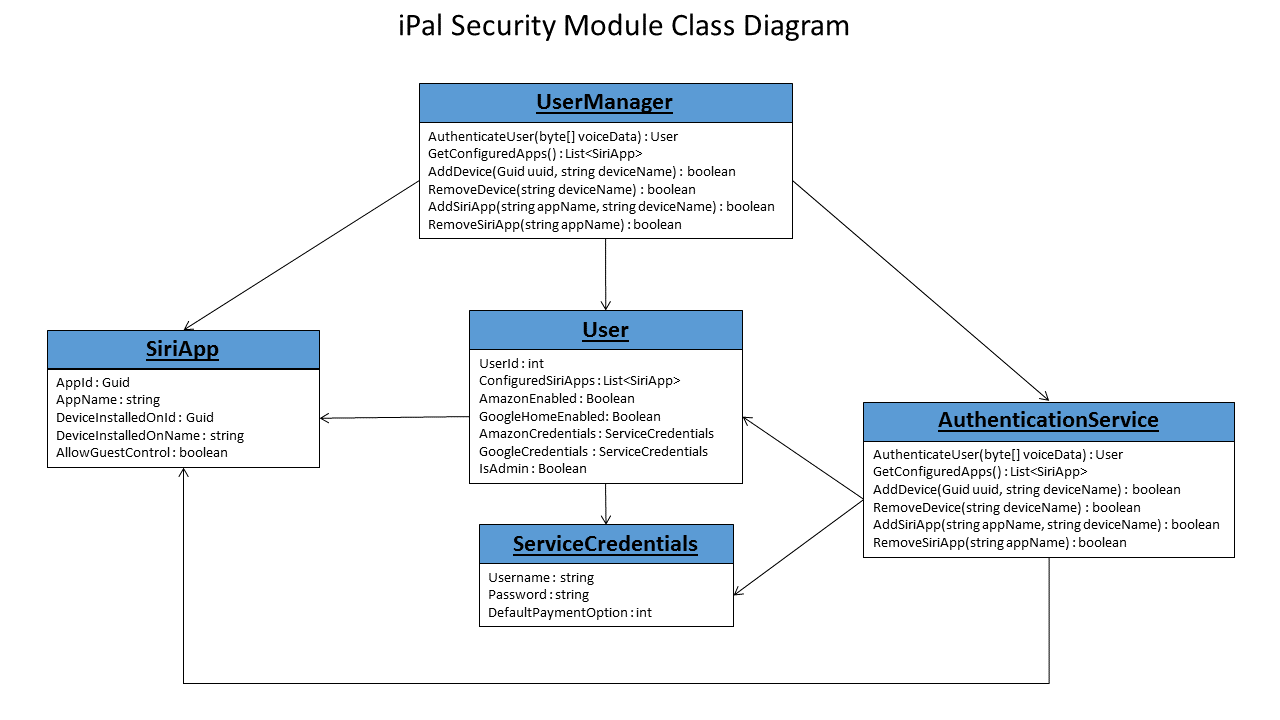 iPal Security Module Class Diagram
UserManager
AuthenticateUser(byte[] voiceData) : User
GetConfiguredApps() : List<SiriApp>
AddDevice(Guid uuid, string deviceName) : boolean
RemoveDevice(string deviceName) : boolean
AddSiriApp(string appName, string deviceName) : boolean
RemoveSiriApp(string appName) : boolean
SiriApp
AppId : Guid
AppName : string
DeviceInstalledOnId : Guid
DeviceInstalledOnName : string
AllowGuestControl : boolean
User
UserId : int
ConfiguredSiriApps : List<SiriApp>
AmazonEnabled : Boolean
GoogleHomeEnabled: Boolean
AmazonCredentials : ServiceCredentials
GoogleCredentials : ServiceCredentials
IsAdmin : Boolean
AuthenticationService
AuthenticateUser(byte[] voiceData) : User
GetConfiguredApps() : List<SiriApp>
AddDevice(Guid uuid, string deviceName) : boolean
RemoveDevice(string deviceName) : boolean
AddSiriApp(string appName, string deviceName) : boolean
RemoveSiriApp(string appName) : boolean
ServiceCredentials
Username : string
Password : string
DefaultPaymentOption : int